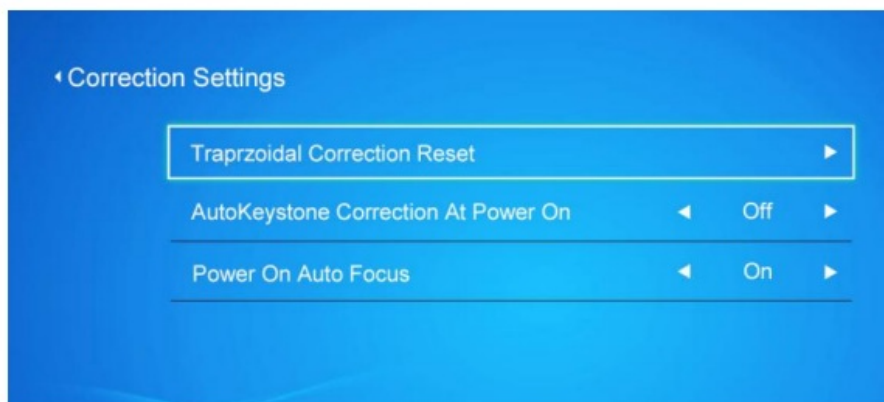 Correction Settings
Traprzoidal Correction Reset
AutoKeystone Correction At Power On Off
Power On Auto Focus On